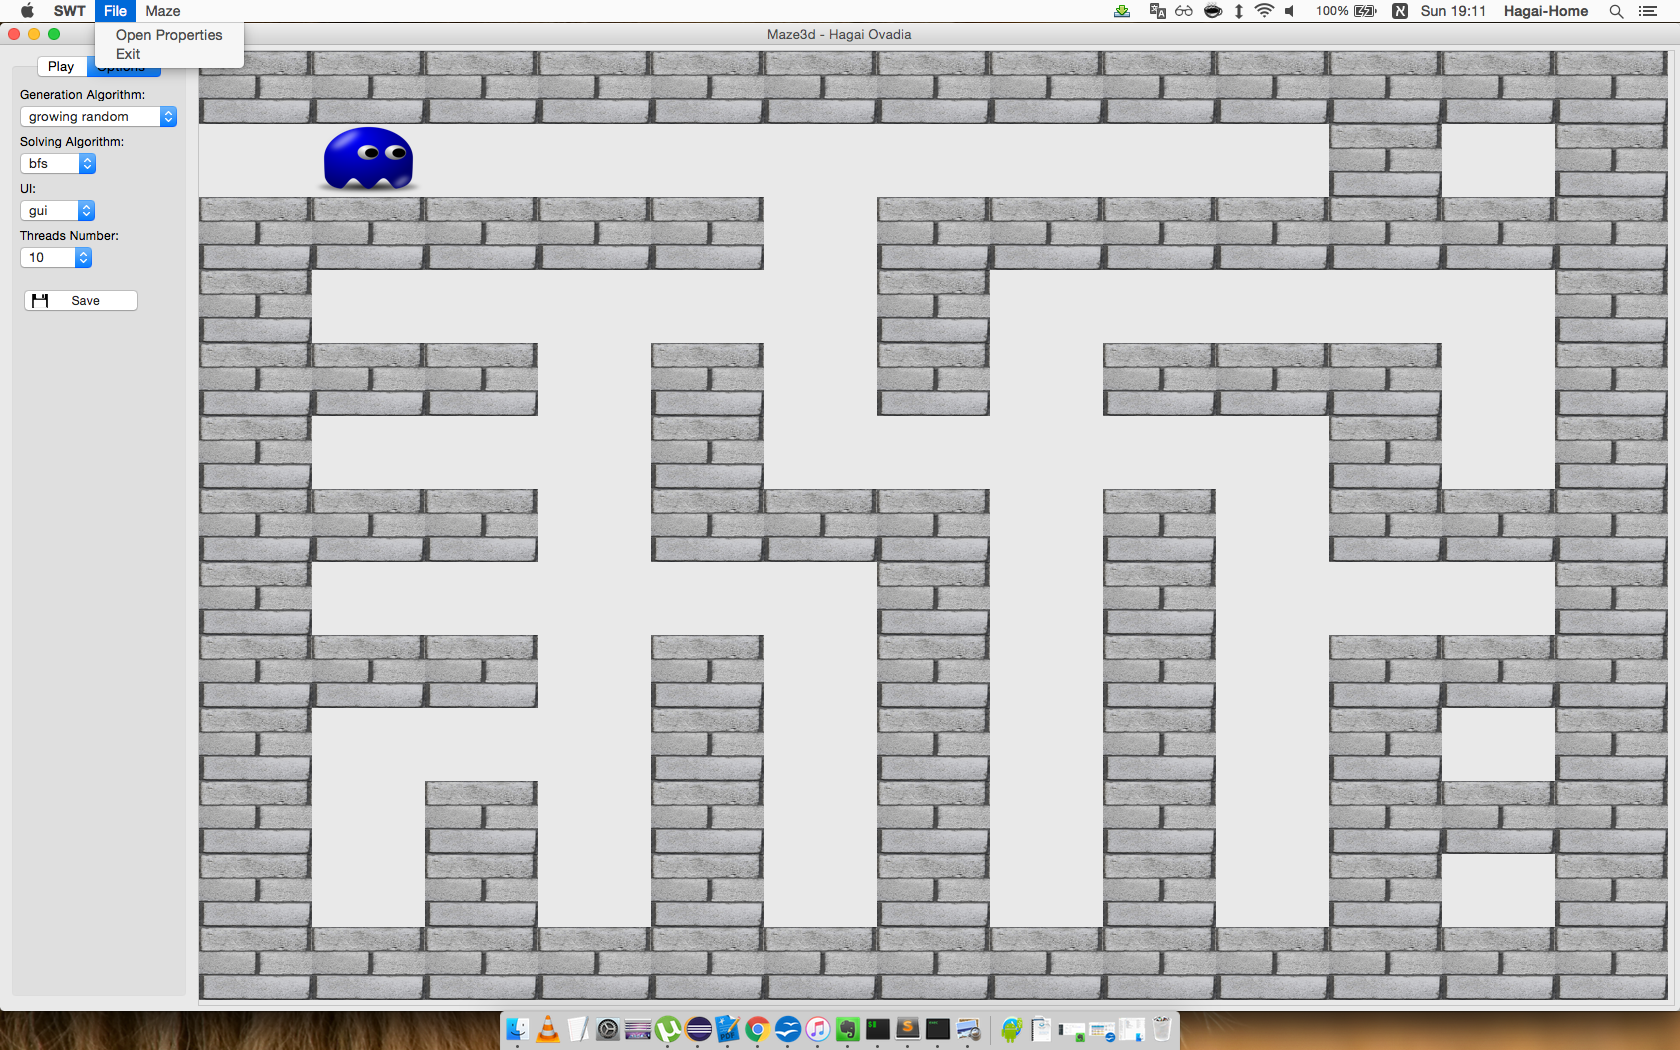 SWT File Maze 100% Sun 19:11 Hagai-Home
Open Properties
Exit
Maze3d - Hagai Ovadia
Play Options
Generation Algorithm:
growing random
Solving Algorithm:
bfs
UI:
gui
Threads Number:
10
Save